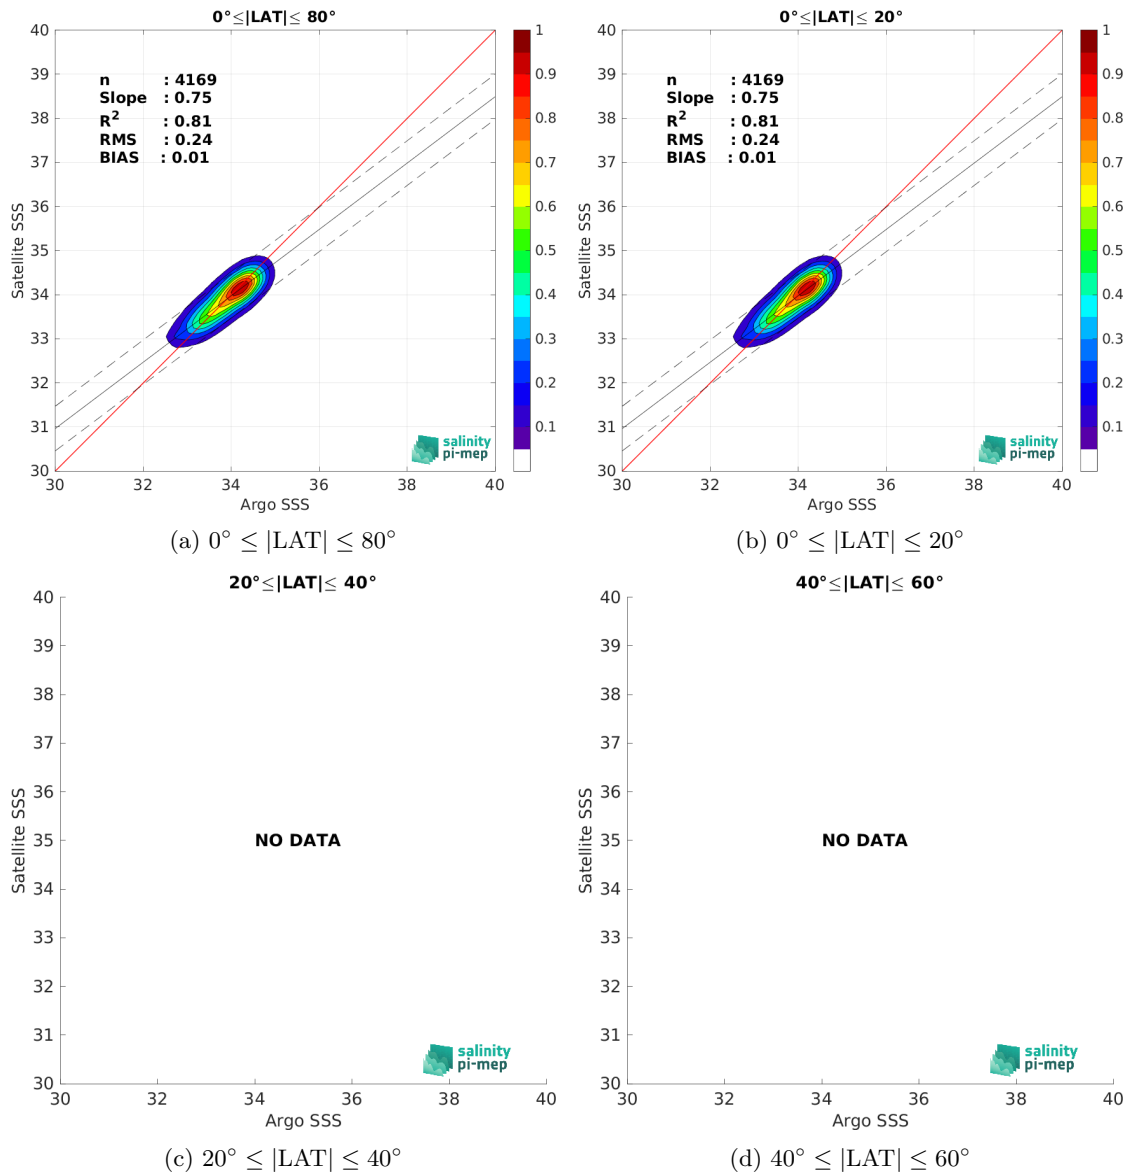 0°≤|LAT|≤ 80°
40
39
38
37
36
35
34
33
32
31
30
30
32
34
36
38
40
Satellite SSS
Argo SSS
n : 4169
Slope : 0.75
R² : 0.81
RMS : 0.24
BIAS : 0.01
1
0.9
0.8
0.7
0.6
0.5
0.4
0.3
0.2
0.1
salinity
pi-mep
(a) 0° ≤ |LAT| ≤ 80°
0°≤|LAT|≤ 20°
40
39
38
37
36
35
34
33
32
31
30
30
32
34
36
38
40
Satellite SSS
Argo SSS
n : 4169
Slope : 0.75
R² : 0.81
RMS : 0.24
BIAS : 0.01
1
0.9
0.8
0.7
0.6
0.5
0.4
0.3
0.2
0.1
salinity
pi-mep
(b) 0° ≤ |LAT| ≤ 20°
20°≤|LAT|≤ 40°
40
39
38
37
36
35
34
33
32
31
30
30
32
34
36
38
40
Satellite SSS
Argo SSS
NO DATA
salinity
pi-mep
(c) 20° ≤ |LAT| ≤ 40°
40°≤|LAT|≤ 60°
40
39
38
37
36
35
34
33
32
31
30
30
32
34
36
38
40
Satellite SSS
Argo SSS
NO DATA
salinity
pi-mep
(d) 40° ≤ |LAT| ≤ 60°